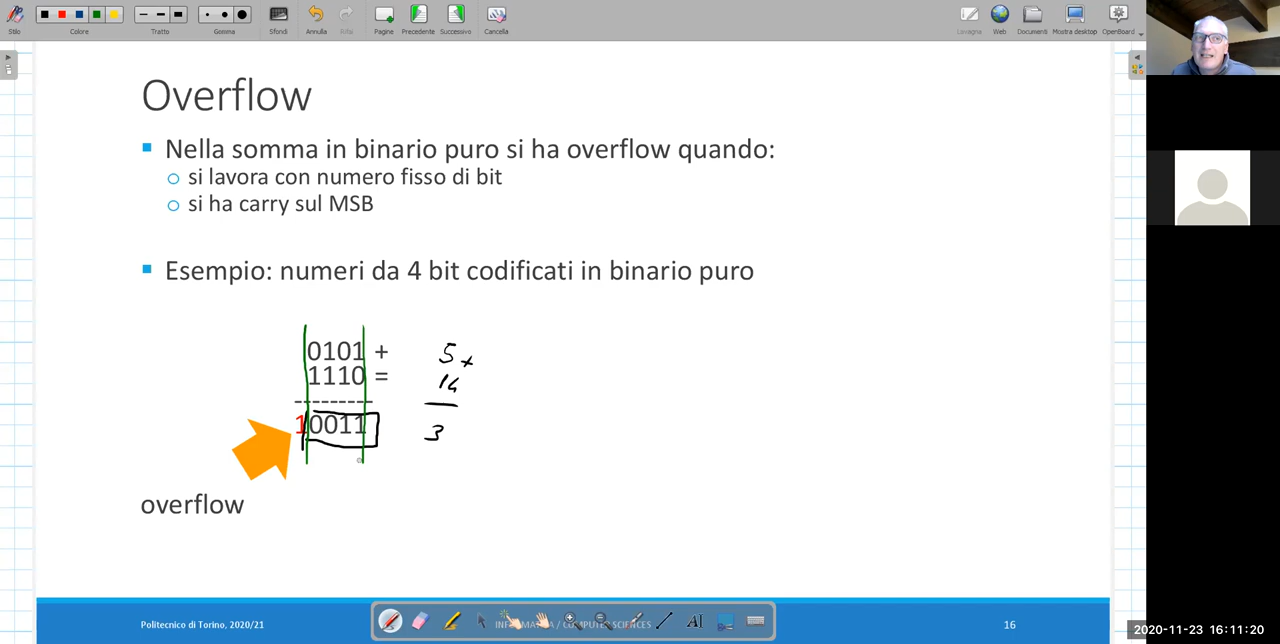 Stilo
Colore
Tratto
Gomma
Sfondi
Annulla
Rifai
Pagine
Precedente
Successivo
Cancella
Lavagna
Web
Documenti
Mostra desktop
OpenBoard
Overflow
Nella somma in binario puro si ha overflow quando:
si lavora con numero fisso di bit
si ha carry sul MSB
Esempio: numeri da 4 bit codificati in binario puro
0101 + 5+
1110 = 14
---------
10011 3
overflow
Politecnico di Torino, 2020/21
INFORMATICA / COMPUTER SCIENCES
16
2020-11-23 16:11:20